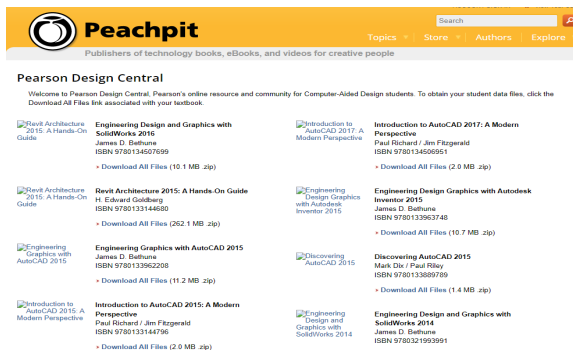 Search
Peachpit
Topics
Store
Authors
Explore
Publishers of technology books, eBooks, and videos for creative people
Pearson Design Central
Welcome to Pearson Design Central, Pearson's online resource and community for Computer-Aided Design students. To obtain your student data files, click the
Download All Files link associated with your textbook.
Revit Architecture
2015: A Hands-On
Guide
Engineering Design and Graphics with
SolidWorks 2016
James D. Bethune
ISBN 9780134507699
Download All Files (10.1 MB .zip)
Introduction to
AutoCAD 2017: A
Modern Perspective
Introduction to AutoCAD 2017: A Modern
Perspective
Paul Richard / Jim Fitzgerald
ISBN 9780134506951
Download All Files (2.0 MB .zip)
Revit Architecture
2015: A Hands-On
Guide
Revit Architecture 2015: A Hands-On Guide
H. Edward Goldberg
ISBN 9780133144680
Download All Files (262.1 MB .zip)
Engineering
Design Graphics
with Autodesk
Inventor 2015
Engineering Design Graphics with Autodesk
Inventor 2015
James D. Bethune
ISBN 9780133963748
Download All Files (10.7 MB .zip)
Engineering
Graphics with
AutoCAD 2015
Engineering Graphics with AutoCAD 2015
James D. Bethune
ISBN 9780133962208
Download All Files (11.2 MB .zip)
Discovering
AutoCAD 2015
Discovering AutoCAD 2015
Mark Dix / Paul Riley
ISBN 9780133889789
Download All Files (1.4 MB .zip)
Introduction to
AutoCAD 2015: A
Modern Perspective
Introduction to AutoCAD 2015: A Modern
Perspective
Paul Richard / Jim Fitzgerald
ISBN 9780133144796
Download All Files (2.0 MB .zip)
Engineering
Design and
Graphics with
SolidWorks 2014
Engineering Design and Graphics with
SolidWorks 2014
James D. Bethune
ISBN 9780321993991